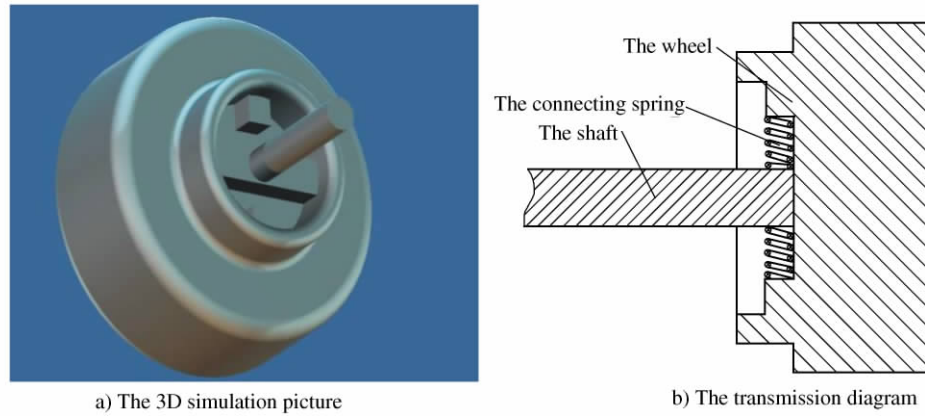 The wheel
The connecting spring
The shaft
a) The 3D simulation picture
b) The transmission diagram